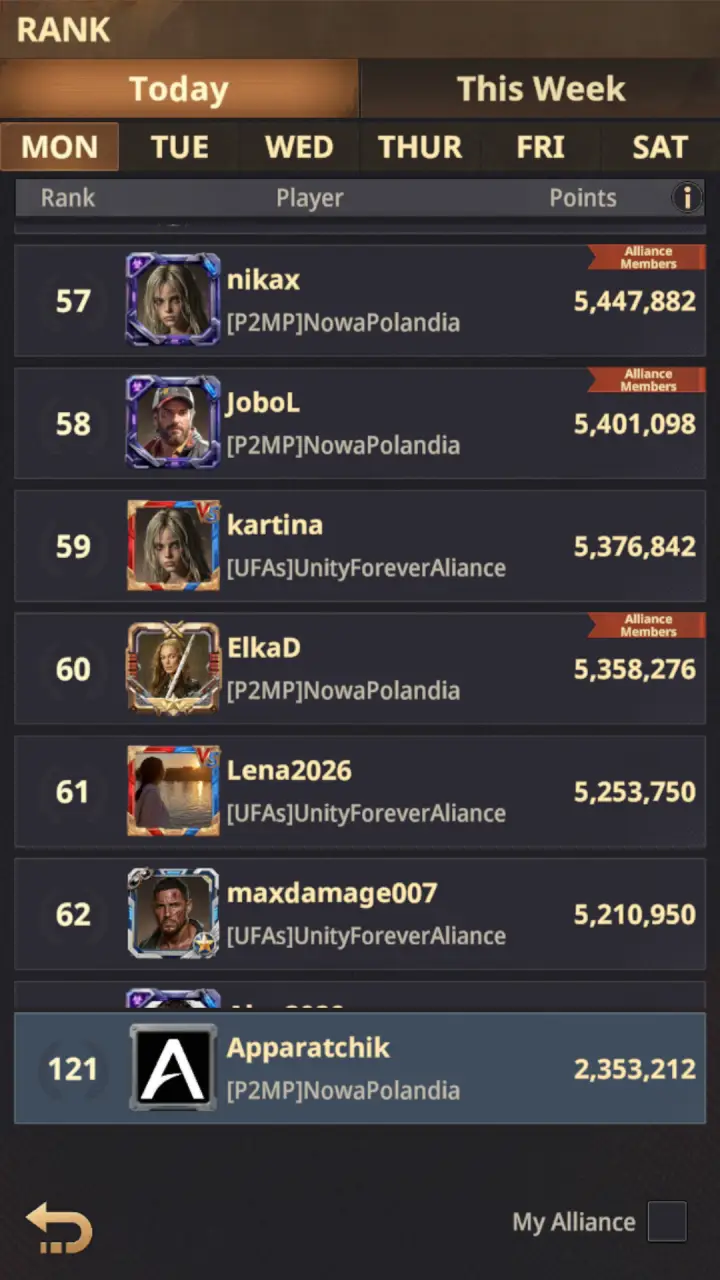 RANK
Today
This Week
MON
TUE
WED
THUR
FRI
SAT
Rank
Player
Points
57
nikax
[P2MP]NowaPolandia
Alliance
Members
5,447,882
58
JoboL
[P2MP]NowaPolandia
Alliance
Members
5,401,098
59
kartina
[UFAs]UnityForeverAliance
5,376,842
60
ElkaD
[P2MP]NowaPolandia
Alliance
Members
5,358,276
61
Lena2026
[UFAs]UnityForeverAliance
5,253,750
62
maxdamage007
[UFAs]UnityForeverAliance
5,210,950
121
Apparatchik
[P2MP]NowaPolandia
2,353,212
My Alliance